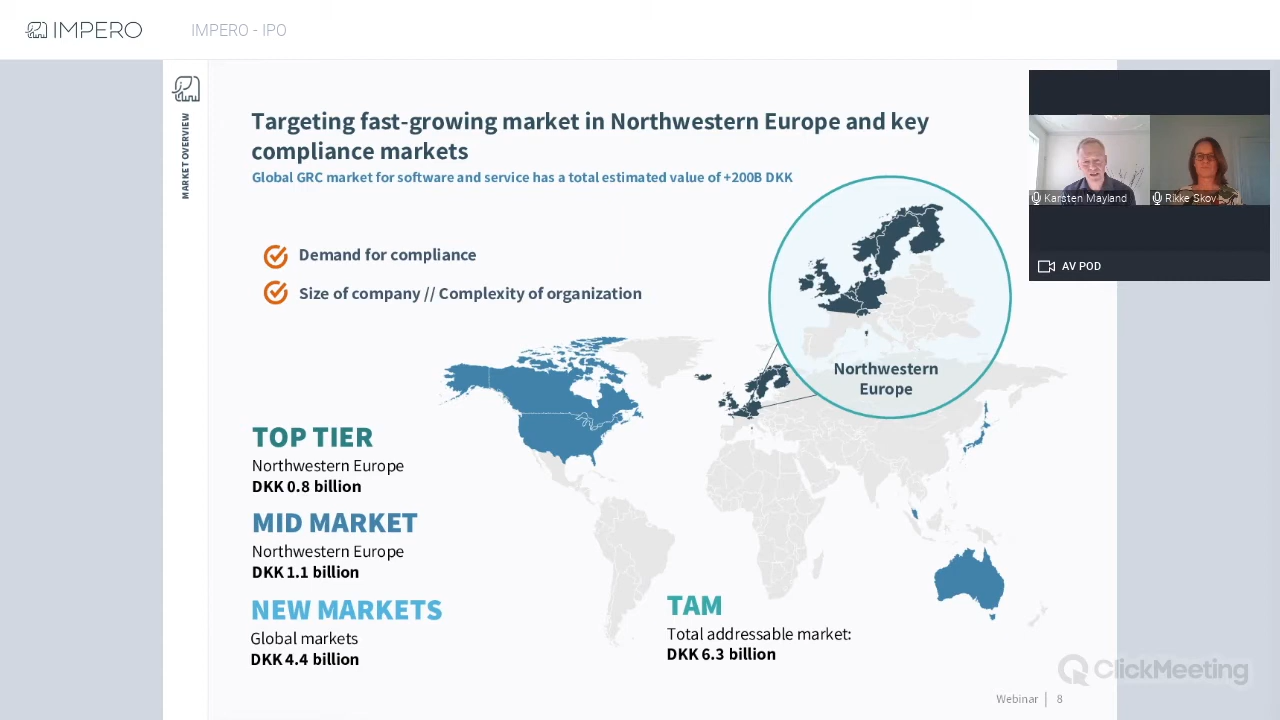 IMPERO
IMPERO - IPO
MARKET OVERVIEW
Targeting fast-growing market in Northwestern Europe and key
compliance markets
Global GRC market for software and service has a total estimated value of +200B DKK
Demand for compliance
Size of company // Complexity of organization
Northwestern
Europe
TOP TIER
Northwestern Europe
DKK 0.8 billion
MID MARKET
Northwestern Europe
DKK 1.1 billion
NEW MARKETS
Global markets
DKK 4.4 billion
TAM
Total addressable market:
DKK 6.3 billion
Karsten Mayland
Rikke Skov
AV POD
ClickMeeting
Webinar | 8